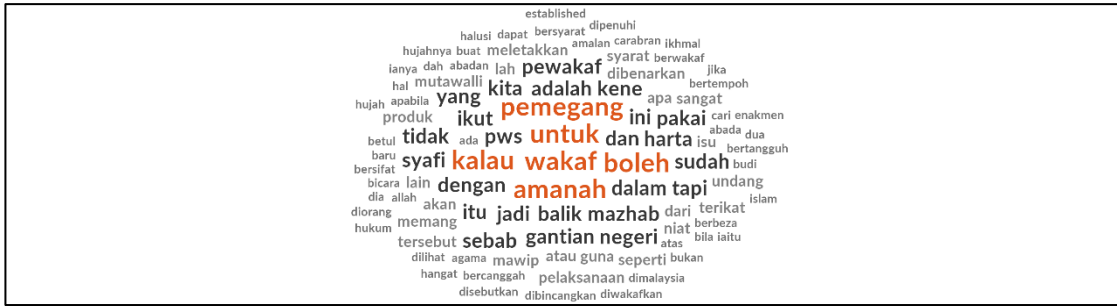 established
halusi dapat bersyarat dipenuhi
hujahnya buat meletakkan amalan carabran ikhmal
ianya dah abadan lah pewakaf syarat berwakaf
hal mutawalli kita adalah kene dibenarkan jika
hujah apabila yang pemegang apa sangat bertempoh
produk ikut ini pakai cari enakmen
betul tidak ada pws untuk dan harta isu abada dua
baru syafi kalau wakaf boleh sudah budi bertangguh
bersifat
bicara lain dengan amanah dalam tapi undang
dia allah akan itu jadi balik mazhab dari terikat islam
diorang memang niat berbeza
hukum tersebut sebab gantian negeri atas bila iaitu
dilihat agama mawip atau guna seperti bukan
hangat bercanggah pelaksanaan dimalaysia
disebutkan dibincangkan diwakafkan